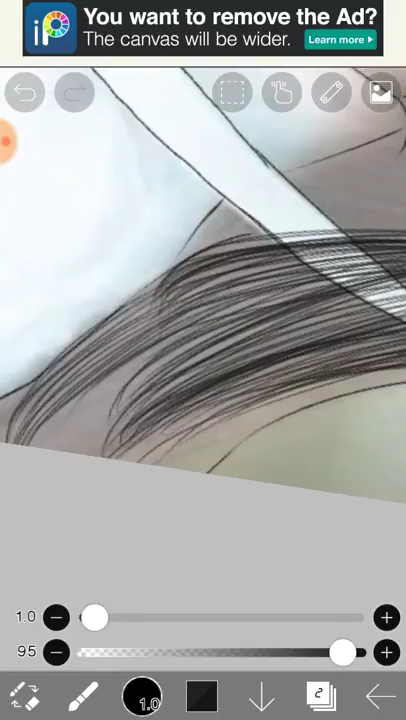 iP
You want to remove the Ad?
The canvas will be wider.
Learn more
1.0
95
1.0
2